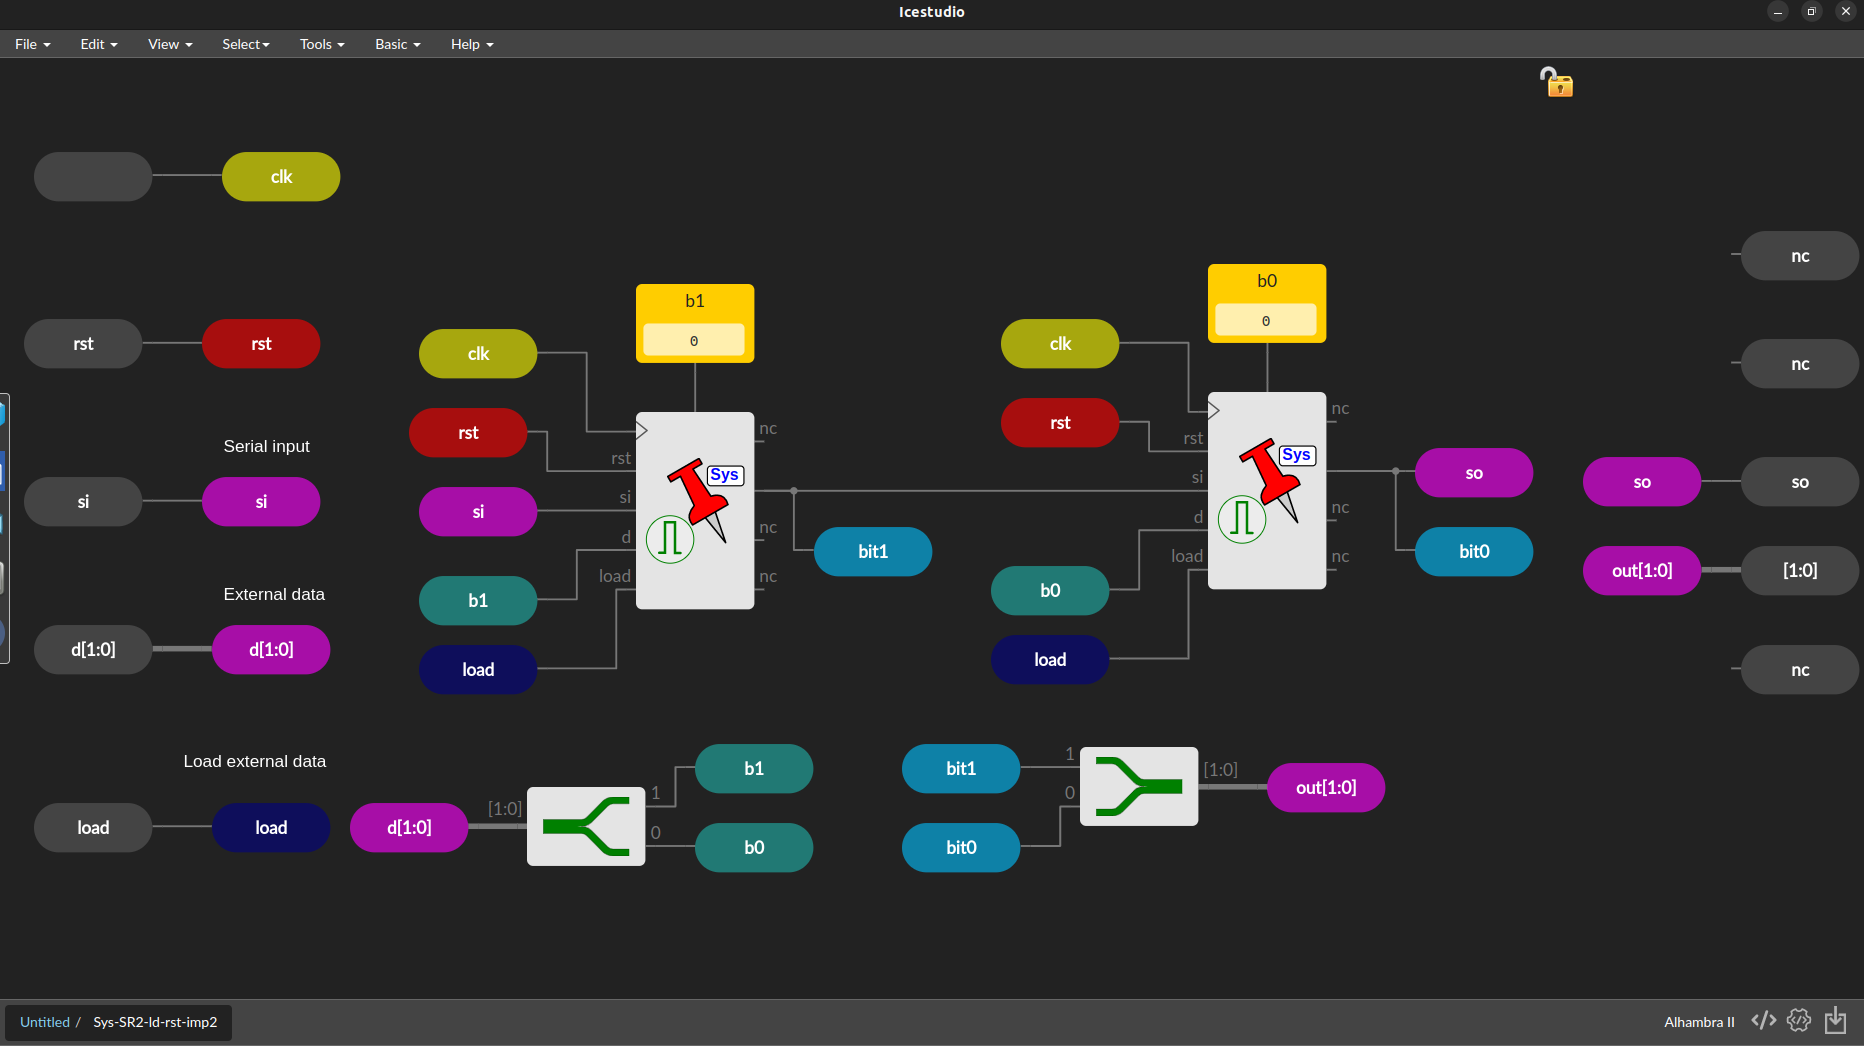 Icestudio
File Edit View Select Tools Basic Help
clk
nc
b0
0
b1
0
rst rst
clk
clk
nc
rst
rst
nc
nc
rst
rst
Sys
Serial input
Sys
so
so so
si si
si
si
si
nc
nc
d
d
bit1
bit0
load
nc
load
nc
External data
b1
b0
out[1:0] [1:0]
d[1:0] d[1:0]
load
load
nc
Load external data
load load
d[1:0]
[1:0]
1
0
b1
b0
bit1
bit0
1
0
[1:0]
out[1:0]
Untitled / Sys-SR2-ld-rst-imp2
Alhambra II